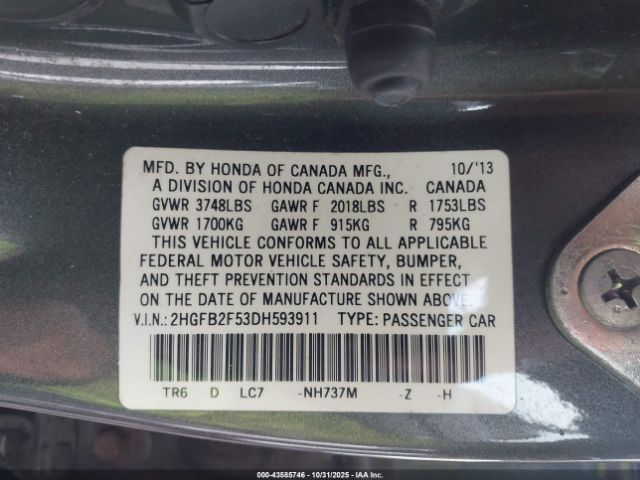 MFD. BY HONDA OF CANADA MFG., 10/'13
A DIVISION OF HONDA CANADA INC. CANADA
GVWR 3748LBS GAWR F 2018LBS R 1753LBS
GVWR 1700KG GAWR F 915KG R 795KG
THIS VEHICLE CONFORMS TO ALL APPLICABLE
FEDERAL MOTOR VEHICLE SAFETY, BUMPER,
AND THEFT PREVENTION STANDARDS IN EFFECT
ON THE DATE OF MANUFACTURE SHOWN ABOVE.
V.I.N.: 2HGFB2F53DH593911 TYPE: PASSENGER CAR
TR6 D LC7 -NH737M -Z -H
000-43585746 - 10/31/2025 - IAA Inc.